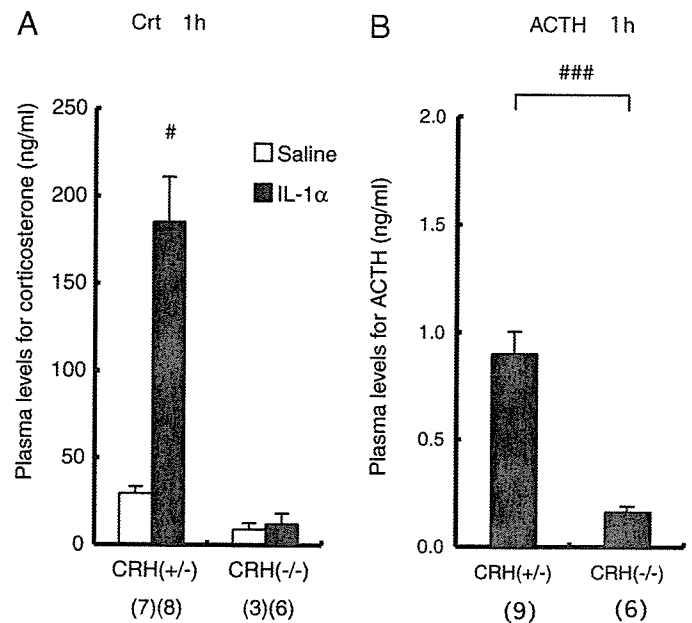 A
Crt 1h
Plasma levels for corticosterone (ng/ml)
250
200
150
100
50
0
#
Saline
IL-1α
CRH(+/-)
CRH(-/-)
(7)(8)
(3)(6)
B
ACTH 1h
###
Plasma levels for ACTH (ng/ml)
2.0
1.5
1.0
0.5
0.0
CRH(+/-)
CRH(-/-)
(9)
(6)